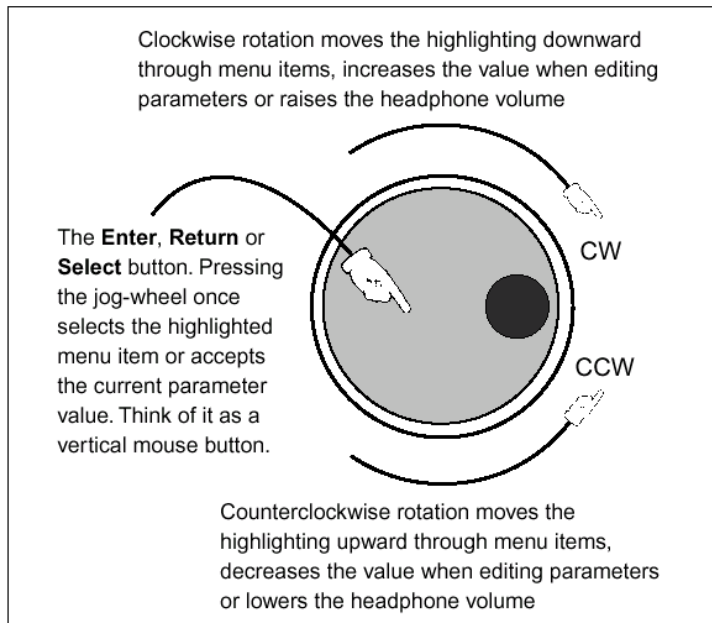 Clockwise rotation moves the highlighting downward
through menu items, increases the value when editing
parameters or raises the headphone volume
The Enter, Return or
Select button. Pressing
the jog-wheel once
selects the highlighted
menu item or accepts
the current parameter
value. Think of it as a
vertical mouse button.
CW
CCW
Counterclockwise rotation moves the
highlighting upward through menu items,
decreases the value when editing parameters
or lowers the headphone volume